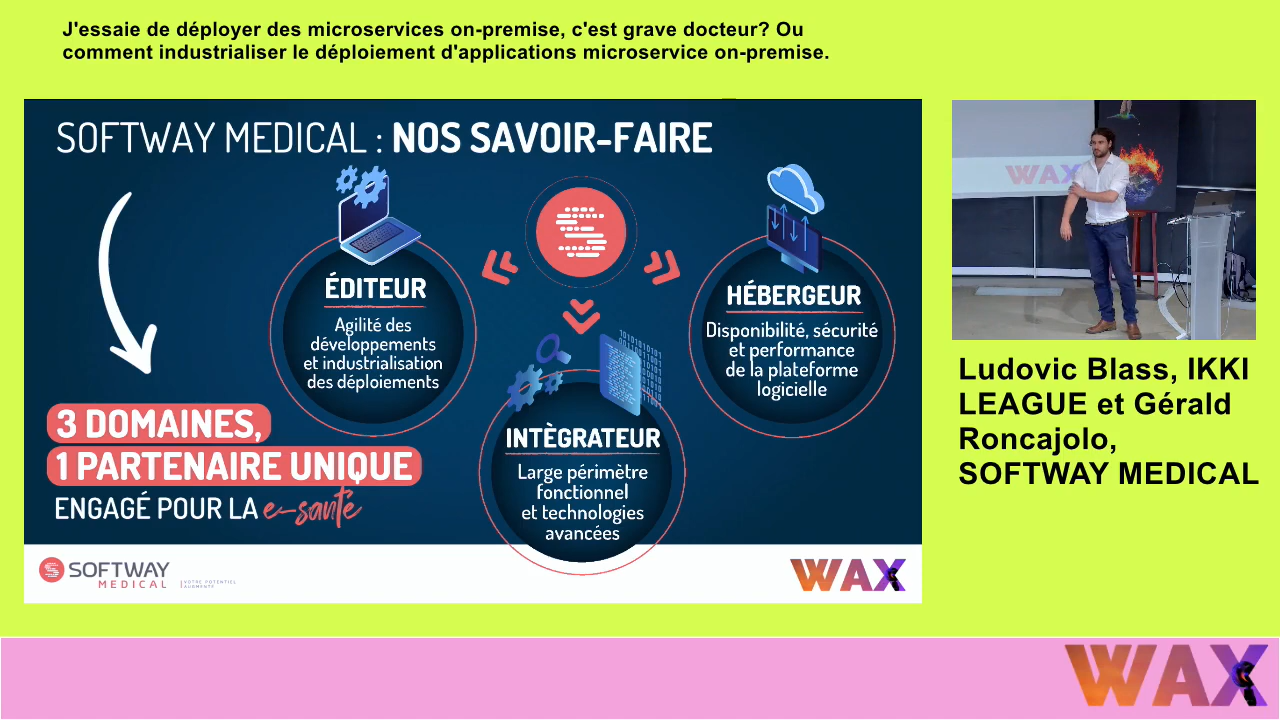 J'essaie de déployer des microservices on-premise, c'est grave docteur? Ou
comment industrialiser le déploiement d'applications microservice on-premise.
SOFTWAY MEDICAL : NOS SAVOIR-FAIRE
ÉDITEUR
Agilité des
développements
et industrialisation
des déploiements
HÉBERGEUR
Disponibilité, sécurité
et performance
de la plateforme
logicielle
INTÈGRATEUR
Large périmètre
fonctionnel
et technologies
avancées
3 DOMAINES,
1 PARTENAIRE UNIQUE
ENGAGÉ POUR LA e-santé
SOFTWAY
MEDICAL
VOTRE POTENTIEL
AUGMENTÉ
WAX
WAX
Ludovic Blass, IKKI
LEAGUE et Gérald
Roncajolo,
SOFTWAY MEDICAL
WAX